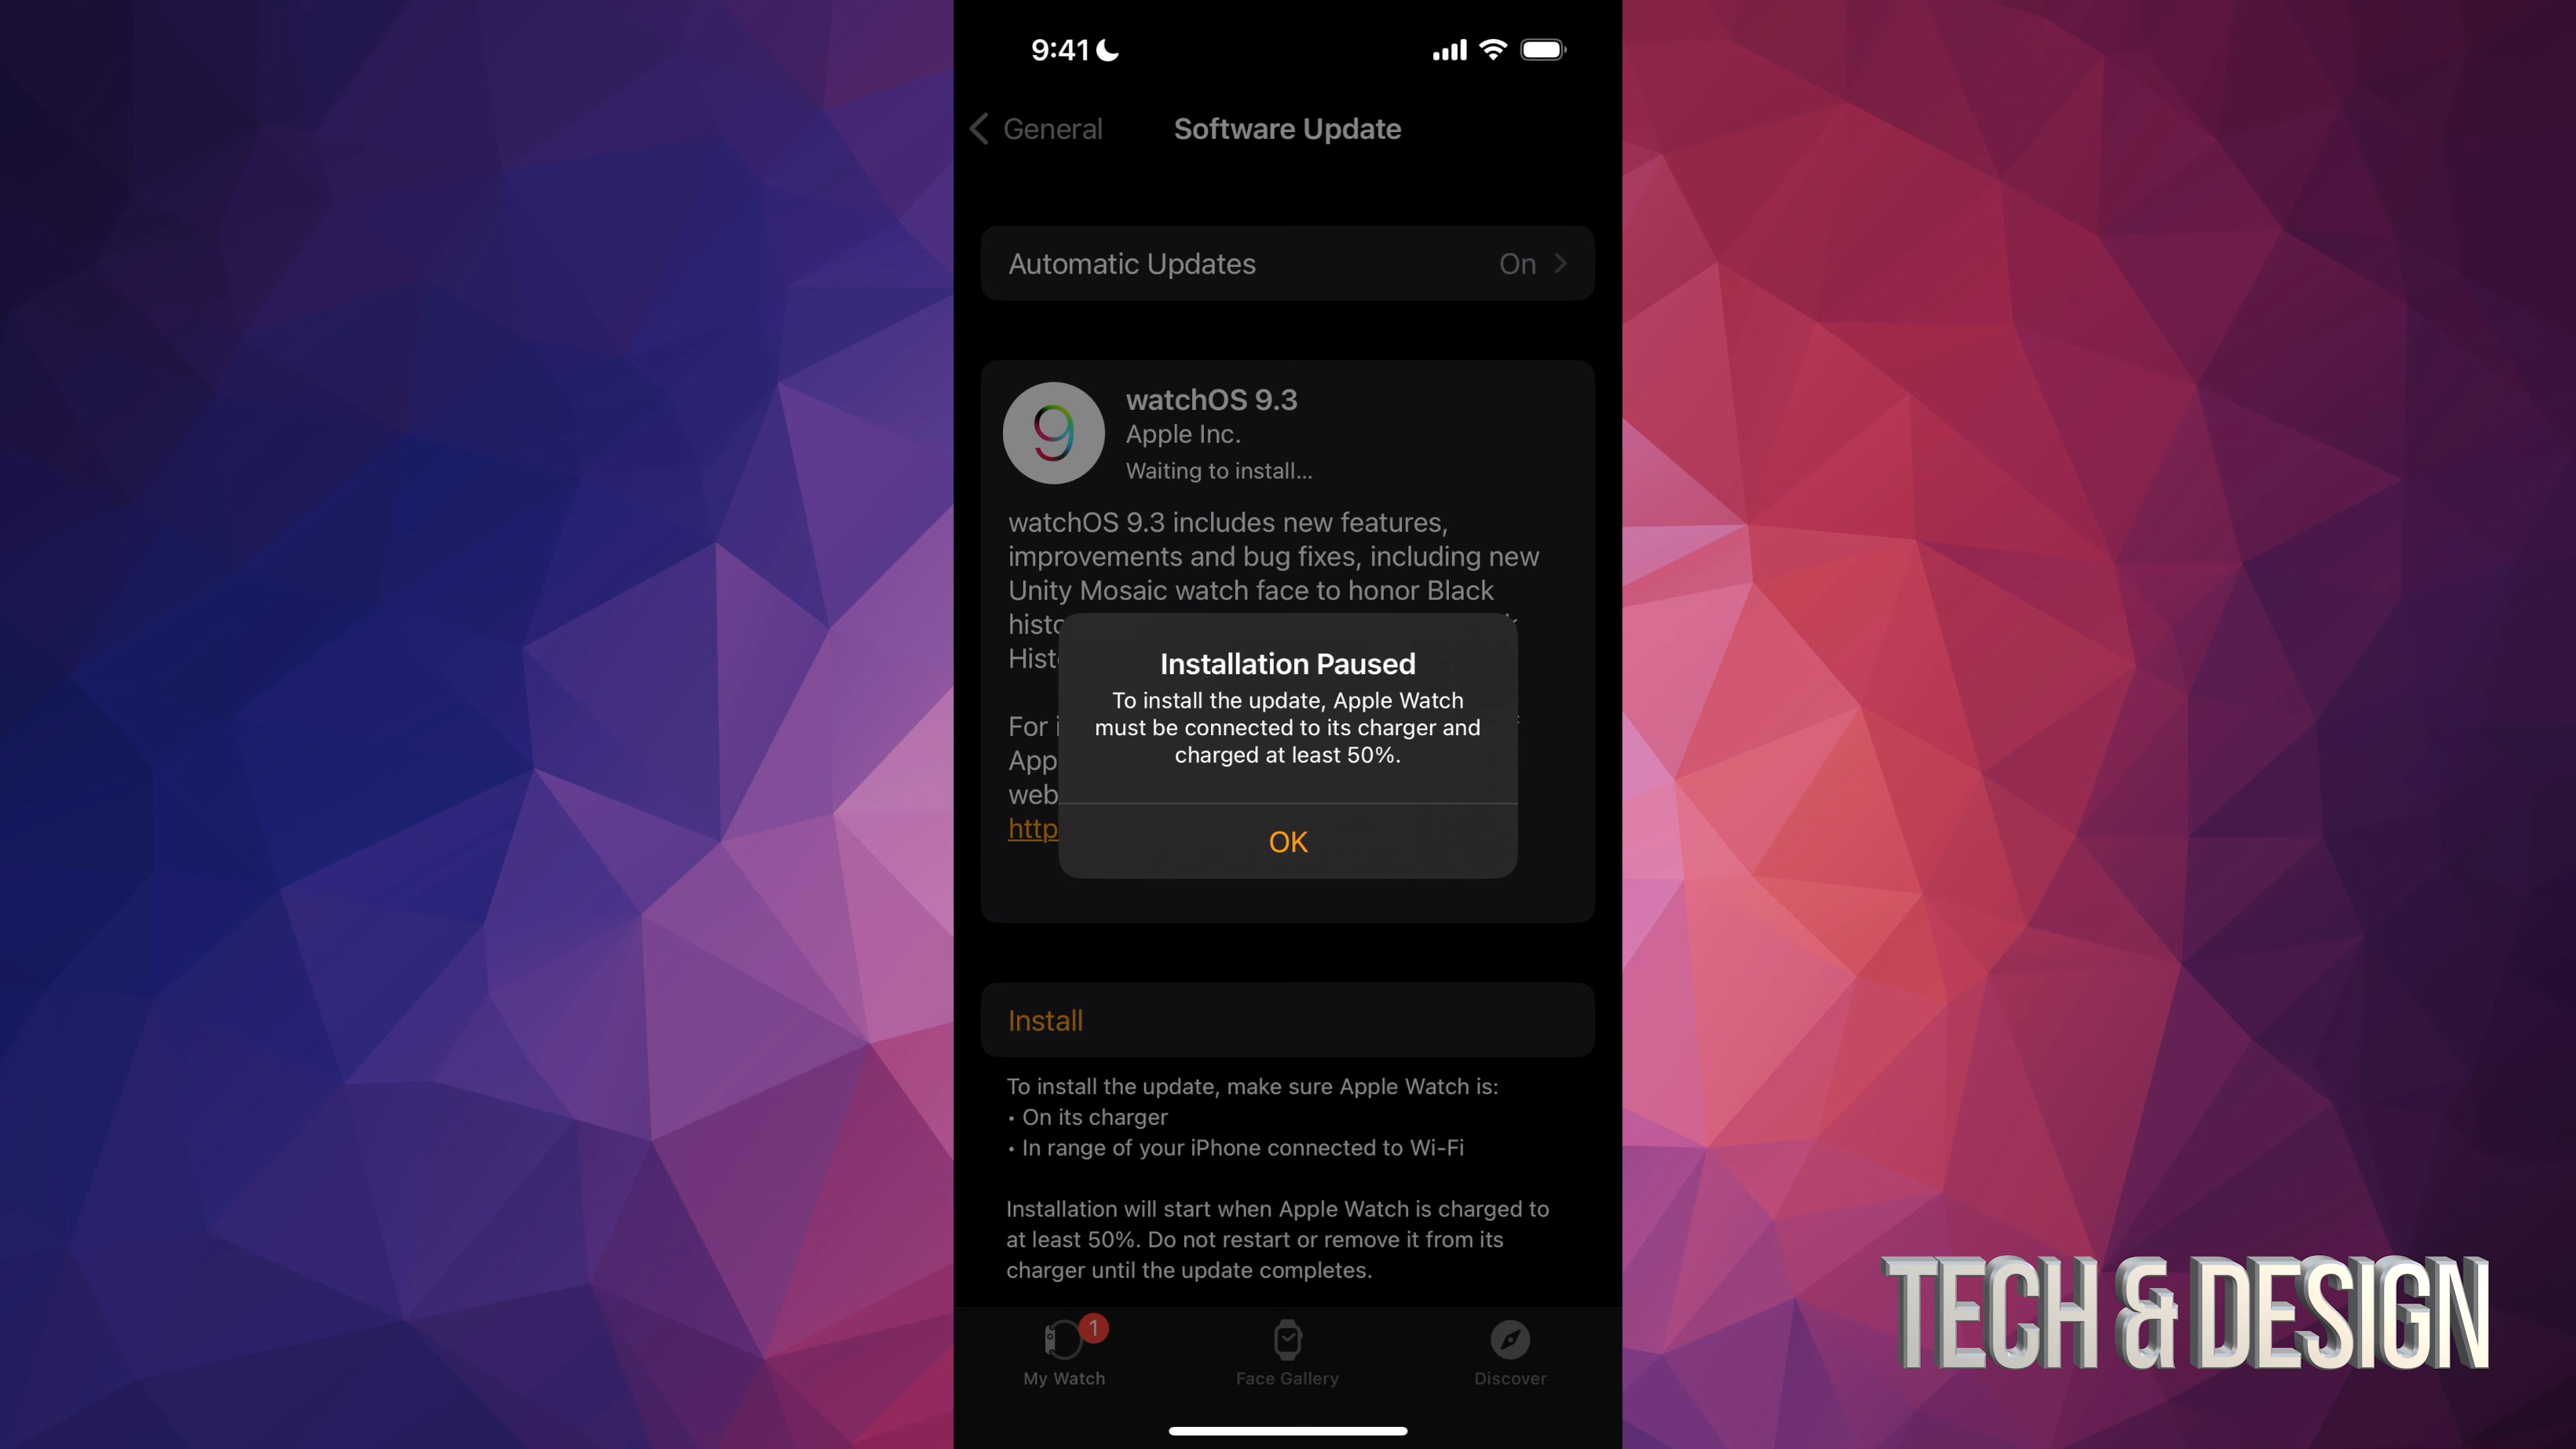 9:41
General
Software Update
Automatic Updates On
9
watchOS 9.3
Apple Inc.
Waiting to install...
watchOS 9.3 includes new features,
improvements and bug fixes, including new
Unity Mosaic watch face to honor Black
Installation Paused
To install the update, Apple Watch
must be connected to its charger and
charged at least 50%.
OK
For
http
Install
To install the update, make sure Apple Watch is:
• On its charger
• In range of your iPhone connected to Wi-Fi
Installation will start when Apple Watch is charged to
at least 50%. Do not restart or remove it from its
charger until the update completes.
1
My Watch
Face Gallery
Discover
TECH & DESIGN